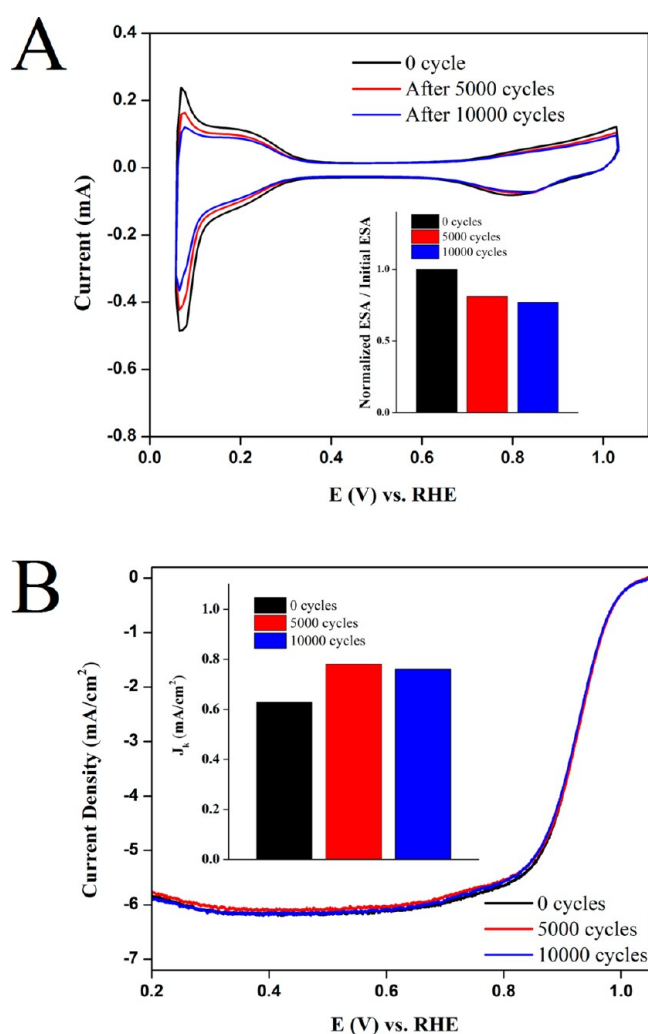 A
0.4
0.2
0.0
-0.2
-0.4
-0.6
-0.8
Current (mA)
0 cycle
After 5000 cycles
After 10000 cycles
0 cycles
5000 cycles
10000 cycles
Normalized ESA / Initial ESA
1.0
0.5
0.0
0.0 0.2 0.4 0.6 0.8 1.0
E (V) vs. RHE
B
0
-1
-2
-3
-4
-5
-6
-7
Current Density (mA/cm²)
0 cycles
5000 cycles
10000 cycles
Jₖ (mA/cm²)
1.0
0.8
0.6
0.4
0.2
0.0
0 cycles
5000 cycles
10000 cycles
0.2 0.4 0.6 0.8 1.0
E (V) vs. RHE